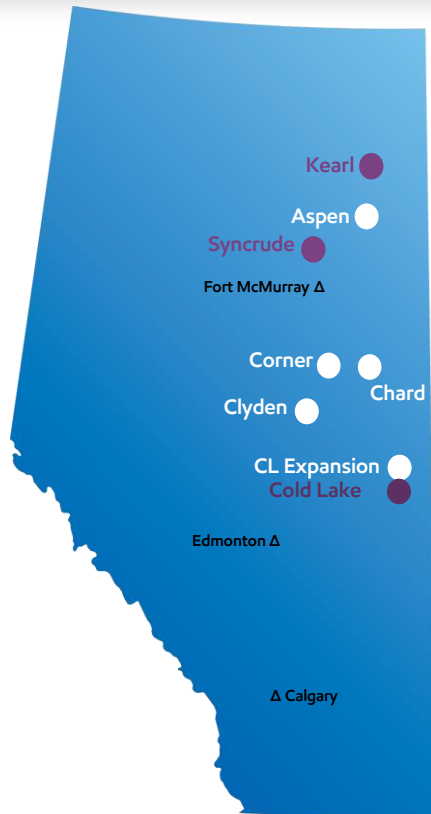 Kearl
Aspen
Syncrude
Fort McMurray Δ
Corner
Chard
Clyden
CL Expansion
Cold Lake
Edmonton Δ
Δ Calgary